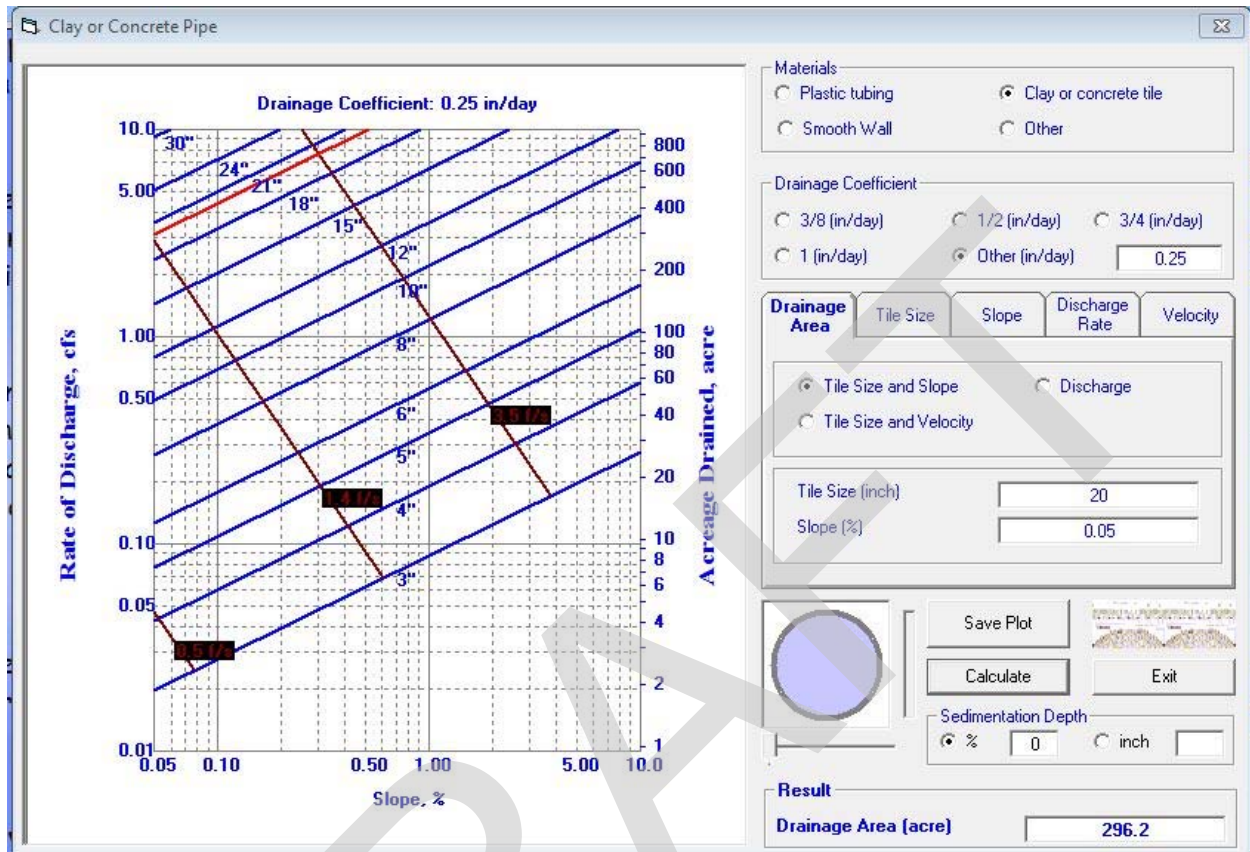 Clay or Concrete Pipe
Drainage Coefficient: 0.25 in/day
Rate of Discharge, cfs
10.0
5.00
1.00
0.50
0.10
0.05
0.01
30"
24"
21"
18"
15"
12"
10"
8"
6"
5"
4"
3"
3.5 f/s
1.4 f/s
0.5 f/s
800
600
400
200
100
80
60
40
20
10
8
6
4
2
1
Acreage Drained, acre
0.05 0.10 0.50 1.00 5.00 10.0
Slope, %
Materials
Plastic tubing Clay or concrete tile
Smooth Wall Other
Drainage Coefficient
3/8 (in/day) 1/2 (in/day) 3/4 (in/day)
1 (in/day) Other (in/day) 0.25
Drainage Area Tile Size Slope Discharge Rate Velocity
Tile Size and Slope Discharge
Tile Size and Velocity
Tile Size (inch) 20
Slope (%) 0.05
Save Plot
Calculate Exit
Sedimentation Depth
% 0 inch
Result
Drainage Area (acre) 296.2
DRAFT